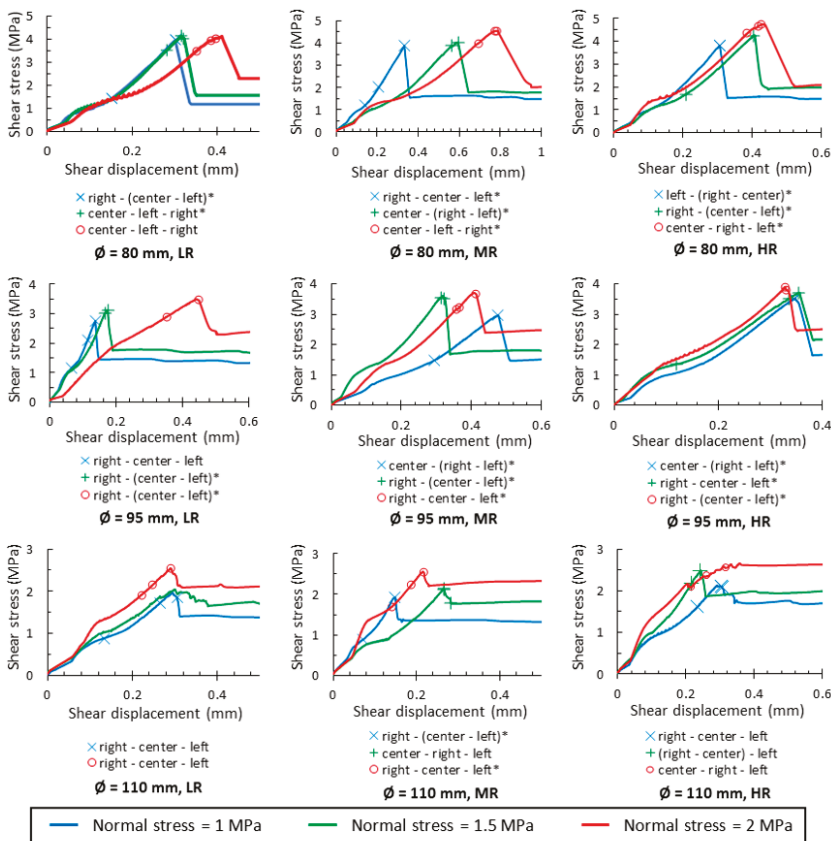 Shear stress (MPa)
5
4
3
2
1
0
0
0.2
0.4
Shear displacement (mm)
right - (center - left)*
center - left - right*
center - left - right
Ø = 80 mm, LR
Shear stress (MPa)
5
4
3
2
1
0
0
0.2
0.4
0.6
0.8
1
Shear displacement (mm)
right - center - left*
center - (right - left)*
center - left - right*
Ø = 80 mm, MR
Shear stress (MPa)
5
4
3
2
1
0
0
0.2
0.4
0.6
Shear displacement (mm)
left - (right - center)*
right - (center - left)*
center - right - left*
Ø = 80 mm, HR
Shear stress (MPa)
4
3
2
1
0
0
0.2
0.4
0.6
Shear displacement (mm)
right - center - left
right - (center - left)*
right - (center - left)*
Ø = 95 mm, LR
Shear stress (MPa)
4
3
2
1
0
0
0.2
0.4
0.6
Shear displacement (mm)
center - (right - left)*
right - (center - left)*
right - center - left*
Ø = 95 mm, MR
Shear stress (MPa)
4
3
2
1
0
0
0.2
0.4
Shear displacement (mm)
center - (right - left)*
right - center - left*
right - (center - left)*
Ø = 95 mm, HR
Shear stress (MPa)
3
2
1
0
0
0.2
0.4
Shear displacement (mm)
right - center - left
right - center - left
Ø = 110 mm, LR
Shear stress (MPa)
3
2
1
0
0
0.2
0.4
Shear displacement (mm)
right - (center - left)*
center - right - left
right - center - left*
Ø = 110 mm, MR
Shear stress (MPa)
3
2
1
0
0
0.2
0.4
0.6
Shear displacement (mm)
right - center - left
(right - center) - left
center - right - left
Ø = 110 mm, HR
Normal stress = 1 MPa
Normal stress = 1.5 MPa
Normal stress = 2 MPa